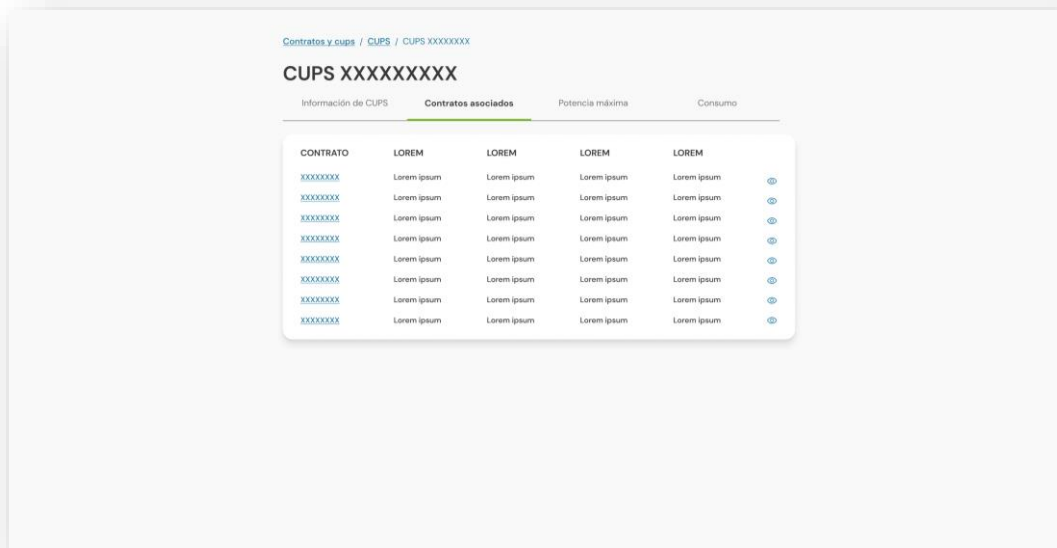 Contratos y cups / CUPS / CUPS XXXXXXXX
CUPS XXXXXXXXX
Información de CUPS Contratos asociados Potencia máxima Consumo
CONTRATO LOREM LOREM LOREM LOREM
XXXXXXXX Lorem ipsum Lorem ipsum Lorem ipsum Lorem ipsum
XXXXXXXX Lorem ipsum Lorem ipsum Lorem ipsum Lorem ipsum
XXXXXXXX Lorem ipsum Lorem ipsum Lorem ipsum Lorem ipsum
XXXXXXXX Lorem ipsum Lorem ipsum Lorem ipsum Lorem ipsum
XXXXXXXX Lorem ipsum Lorem ipsum Lorem ipsum Lorem ipsum
XXXXXXXX Lorem ipsum Lorem ipsum Lorem ipsum Lorem ipsum
XXXXXXXX Lorem ipsum Lorem ipsum Lorem ipsum Lorem ipsum
XXXXXXXX Lorem ipsum Lorem ipsum Lorem ipsum Lorem ipsum